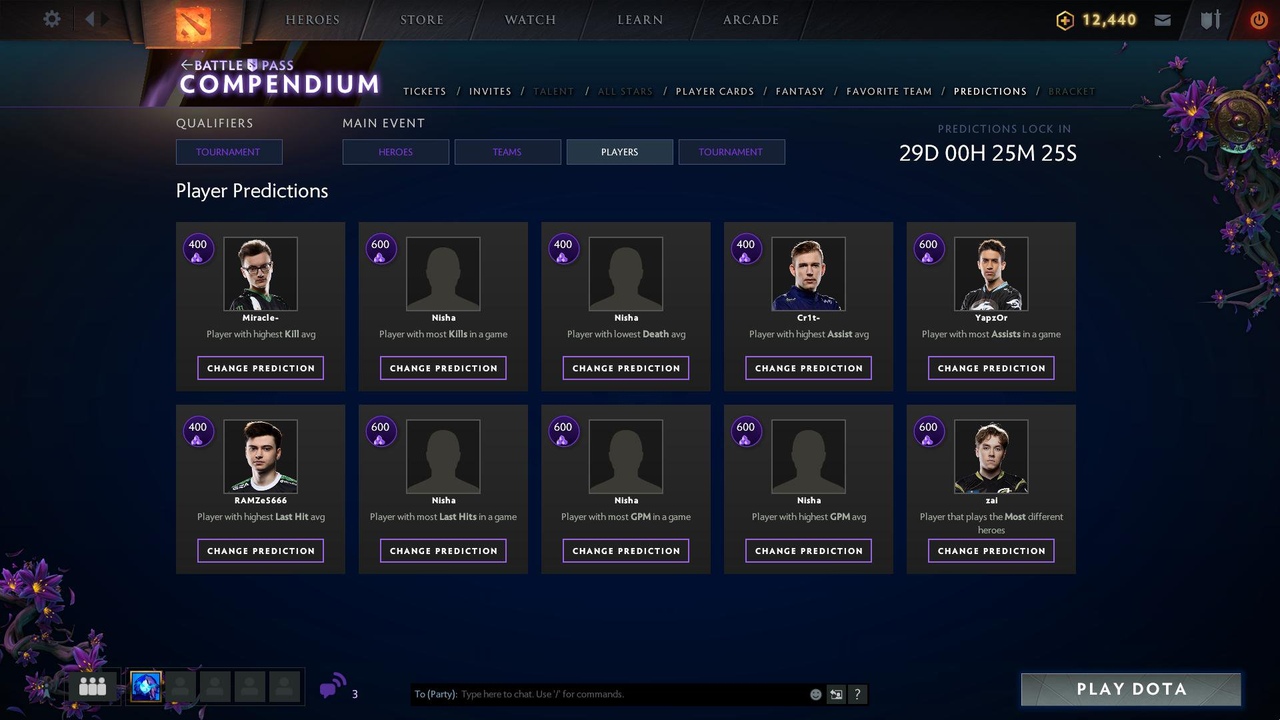 HEROES
STORE
WATCH
LEARN
ARCADE
12,440
BATTLE PASS
COMPENDIUM
TICKETS / INVITES / TALENT / ALL STARS / PLAYER CARDS / FANTASY / FAVORITE TEAM / PREDICTIONS / BRACKET
QUALIFIERS
MAIN EVENT
PREDICTIONS LOCK IN
TOURNAMENT
HEROES
TEAMS
PLAYERS
TOURNAMENT
29D 00H 25M 25S
Player Predictions
400
Miracle-
Player with highest Kill avg
CHANGE PREDICTION
600
Nisha
Player with most Kills in a game
CHANGE PREDICTION
400
Nisha
Player with lowest Death avg
CHANGE PREDICTION
400
Cr1t-
Player with highest Assist avg
CHANGE PREDICTION
600
YapzOr
Player with most Assists in a game
CHANGE PREDICTION
400
RAMZeS666
Player with highest Last Hit avg
CHANGE PREDICTION
600
Nisha
Player with most Last Hits in a game
CHANGE PREDICTION
600
Nisha
Player with most GPM in a game
CHANGE PREDICTION
600
Nisha
Player with highest GPM avg
CHANGE PREDICTION
600
zai
Player that plays the Most different
heroes
CHANGE PREDICTION
3
To (Party): Type here to chat. Use '/' for commands.
?
PLAY DOTA